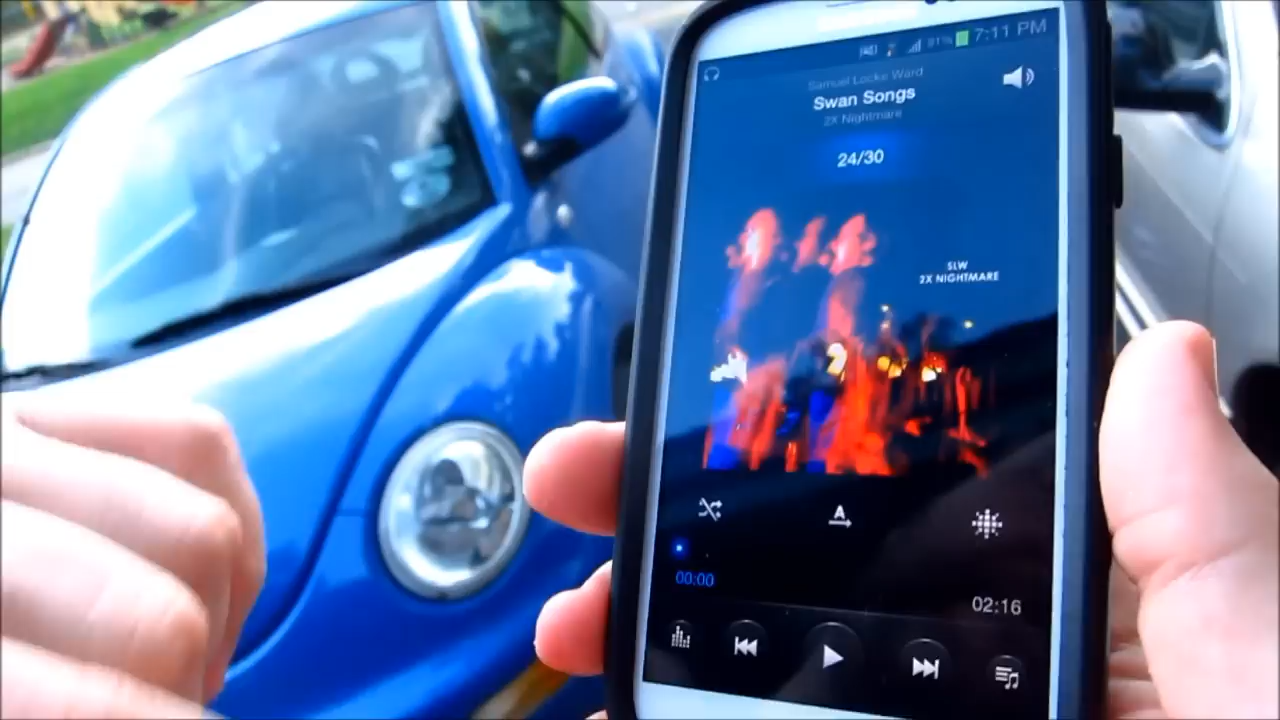 91% 7:11 PM
Samuel Locke Ward
Swan Songs
2X Nightmare
24/30
SLW
2X NIGHTMARE
A
00:00
02:16